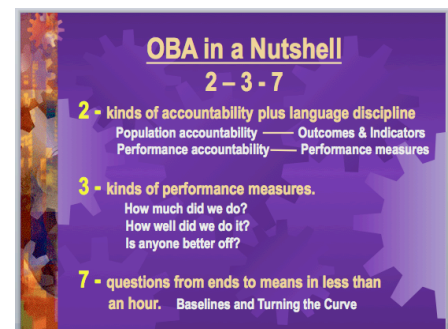 OBA in a Nutshell
2 – 3 - 7
2 - kinds of accountability plus language discipline
Population accountability —— Outcomes & Indicators
Performance accountability —— Performance measures
3 - kinds of performance measures.
How much did we do?
How well did we do it?
Is anyone better off?
7 - questions from ends to means in less than
an hour. Baselines and Turning the Curve